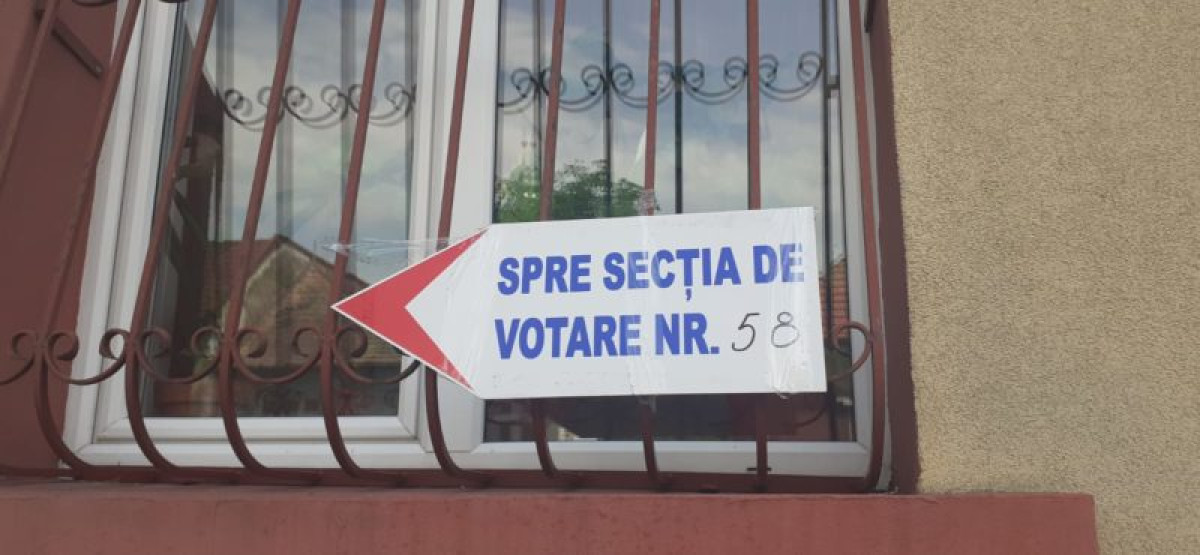 SPRE SECȚIA DE
VOTARE NR. 58